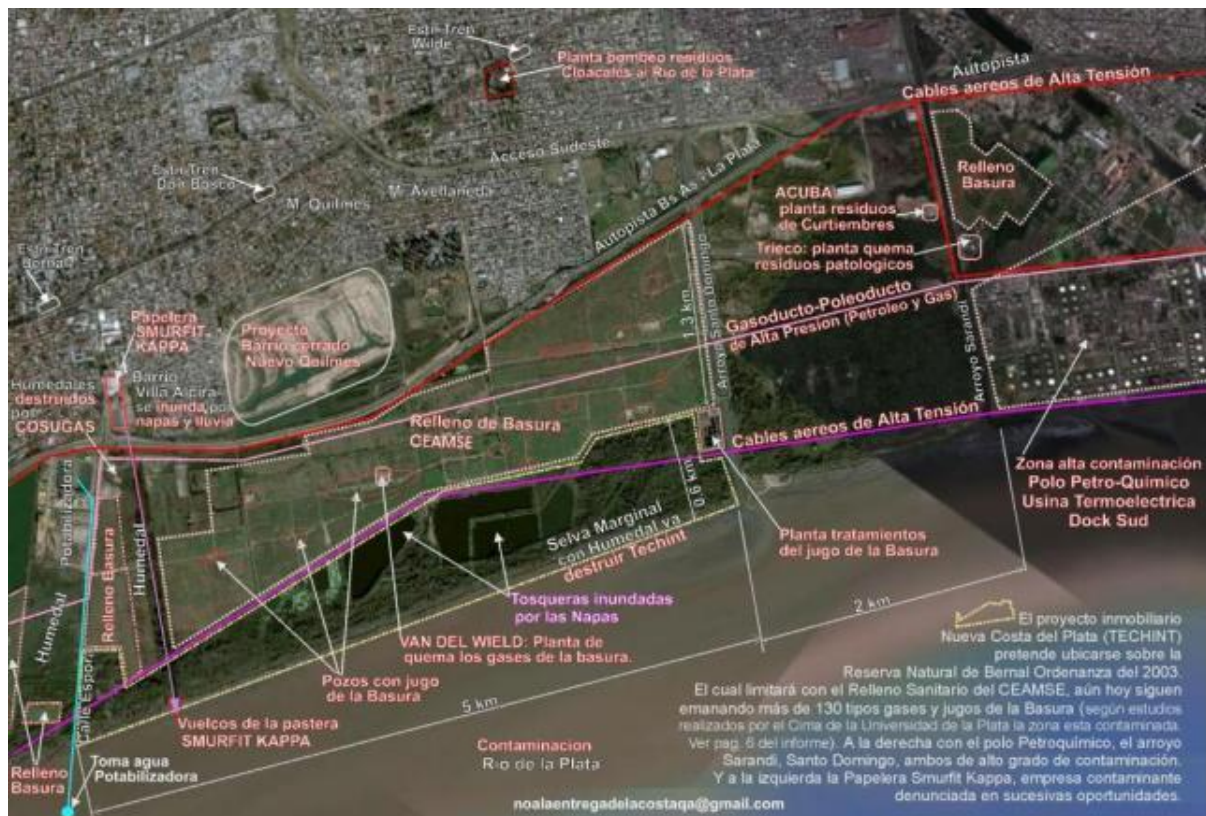 Est. Tren
Wilde
Planta bombeo residuos
Cloacales al Rio de la Plata
Autopista
Cables aereos de Alta Tensión
Acceso Sudeste
Est. Tren
Don Bosco
M. Avellaneda
M. Quilmes
Autopista Bs As - La Plata
Relleno
Basura
ACUBA:
planta residuos
de Curtiembres
Trieco: planta quema
residuos patologicos
Est. Tren
Bernal
Papelera
SMURFIT-
KAPPA
Proyecto
Barrio cerrado
Nuevo Quilmes
1,3 km
Arroyo Santo Domingo
Gasoducto-Poleoducto
de Alta Presion (Petroleo y Gas)
Arroyo Sarandi
Humedales
destruidos
por
COSUGAS
Barrio
Villa Alcira
se inunda por
napas y lluvia
Relleno de Basura
CEAMSE
Cables aereos de Alta Tensión
0,6 km
Zona alta contaminación
Polo Petro-Químico
Usina Termoelectrica
Dock Sud
Potabilizadora
Humedal
Relleno Basura
Humedal
Selva Marginal
con Humedal va
destruir Techint
Planta tratamientos
del jugo de la Basura
Tosqueras inundadas
por las Napas
VAN DEL WIELD: Planta de
quema los gases de la basura.
Pozos con jugo
de la Basura
Calle Espora
2 km
5 km
Vuelcos de la pastera
SMURFIT KAPPA
Relleno
Basura
Toma agua
Potabilizadora
Contaminacion
Rio de la Plata
El proyecto inmobiliario
Nueva Costa del Plata (TECHINT)
pretende ubicarse sobre la
Reserva Natural de Bernal Ordenanza del 2003.
El cual limitará con el Relleno Sanitario del CEAMSE, aún hoy siguen
emanando más de 130 tipos gases y jugos de la Basura (según estudios
realizados por el Cima de la Universidad de la Plata la zona esta contaminada.
Ver pag. 6 del informe). A la derecha con el polo Petroquímico, el arroyo
Sarandi, Santo Domingo, ambos de alto grado de contaminación.
Y a la izquierda la Papelera Smurfit Kappa, empresa contaminante
denunciada en sucesivas oportunidades.
noalaentregadelacostaqa@gmail.com